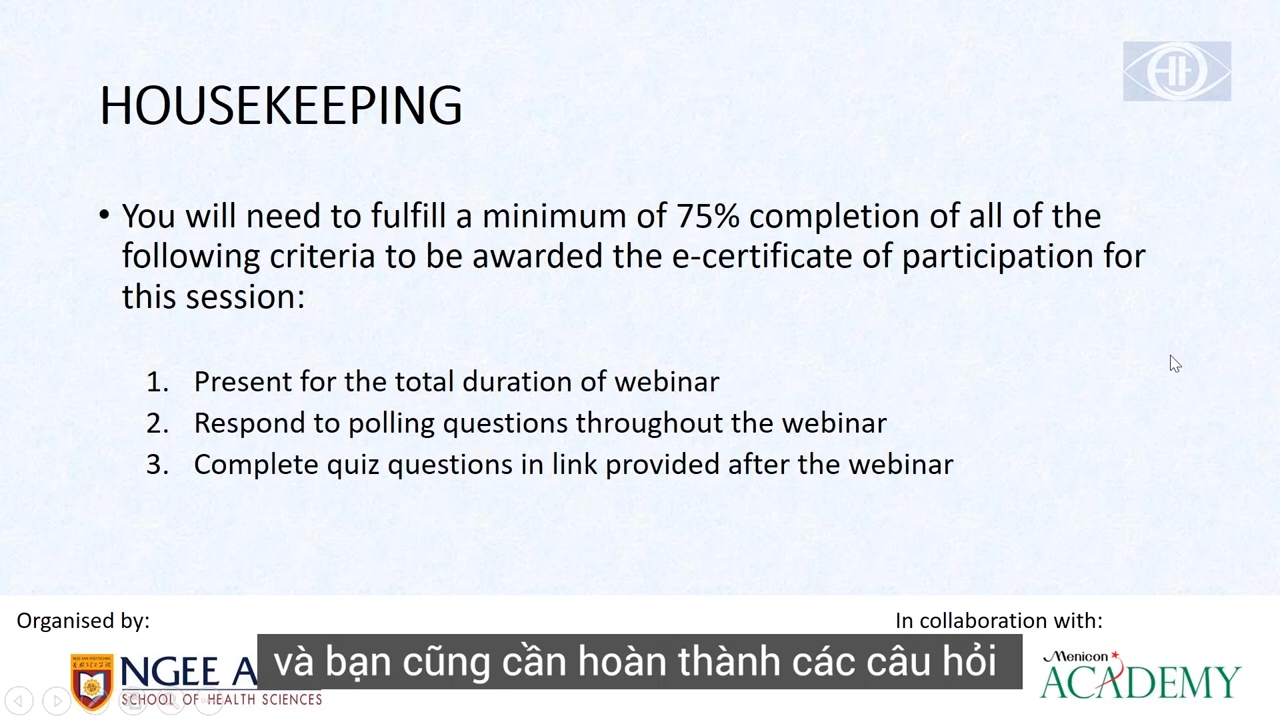 HOUSEKEEPING
• You will need to fulfill a minimum of 75% completion of all of the
following criteria to be awarded the e-certificate of participation for
this session:
1. Present for the total duration of webinar
2. Respond to polling questions throughout the webinar
3. Complete quiz questions in link provided after the webinar
Organised by:
In collaboration with:
NGEE A
SCHOOL OF HEALTH SCIENCES
và bạn cũng cần hoàn thành các câu hỏi
Menicon
ACADEMY